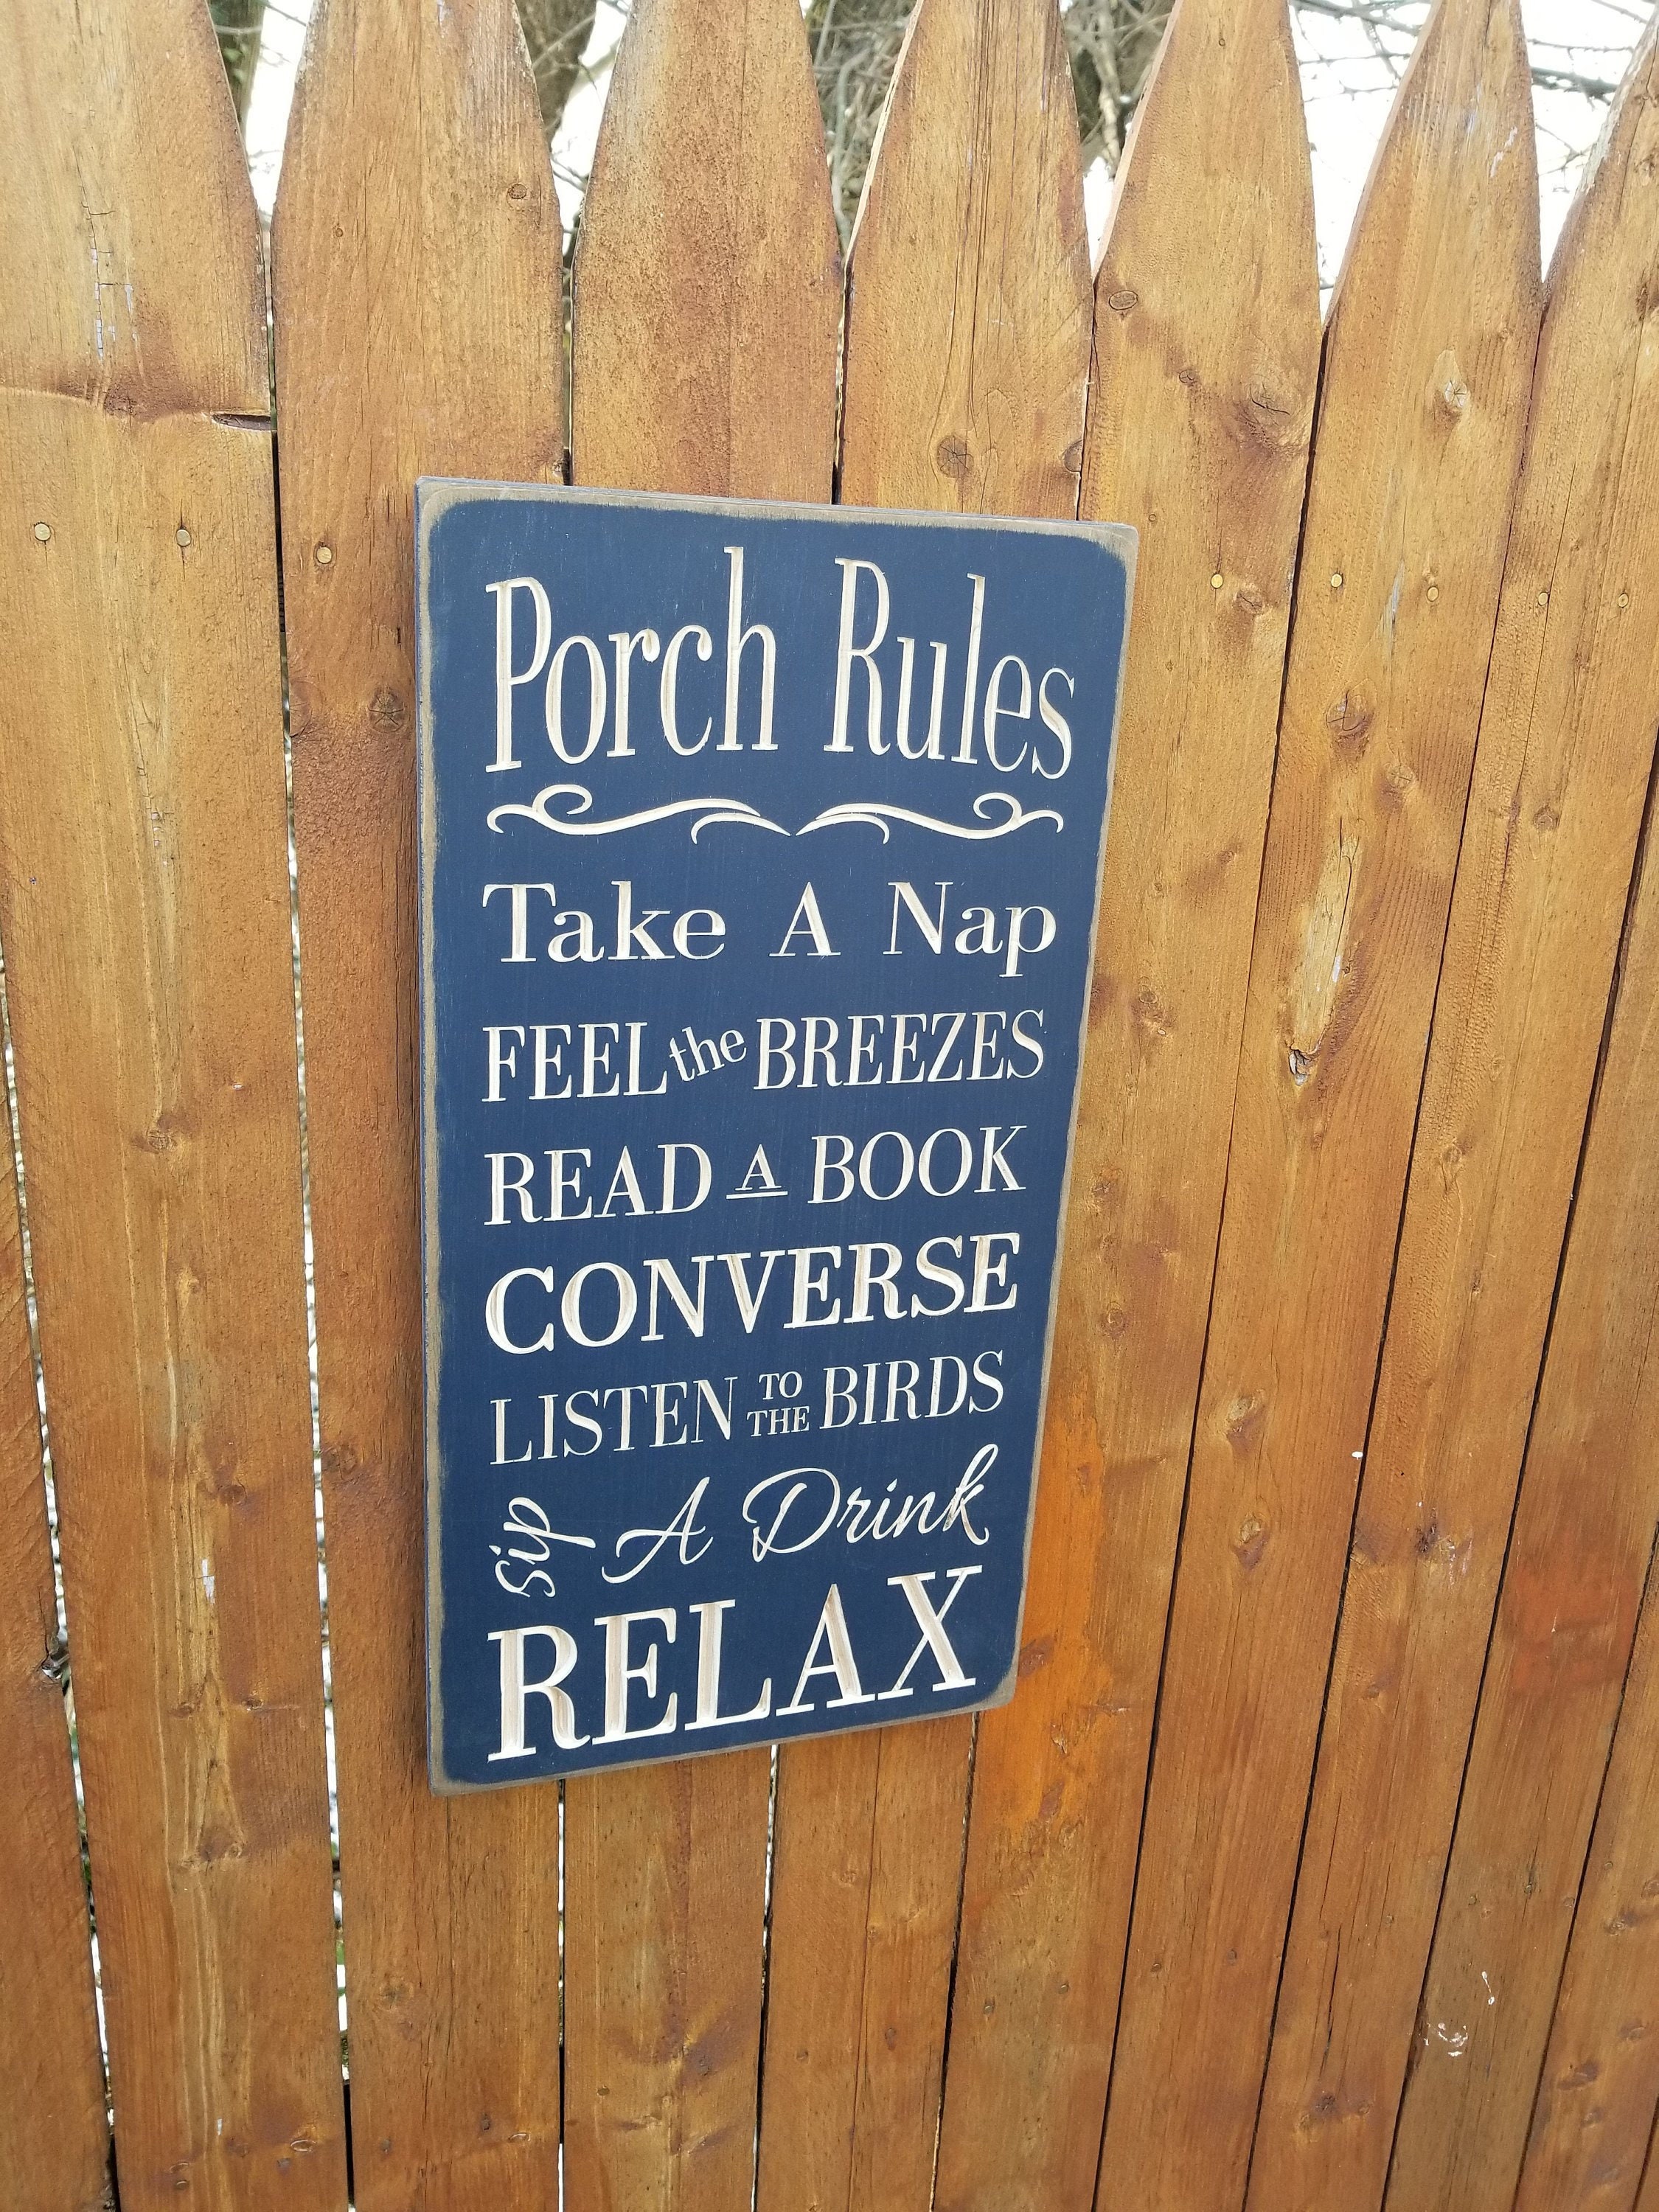 Porch Rules
Take A Nap
FEEL the BREEZES
READ A BOOK
CONVERSE
LISTEN TO THE BIRDS
sip A Drink
RELAX